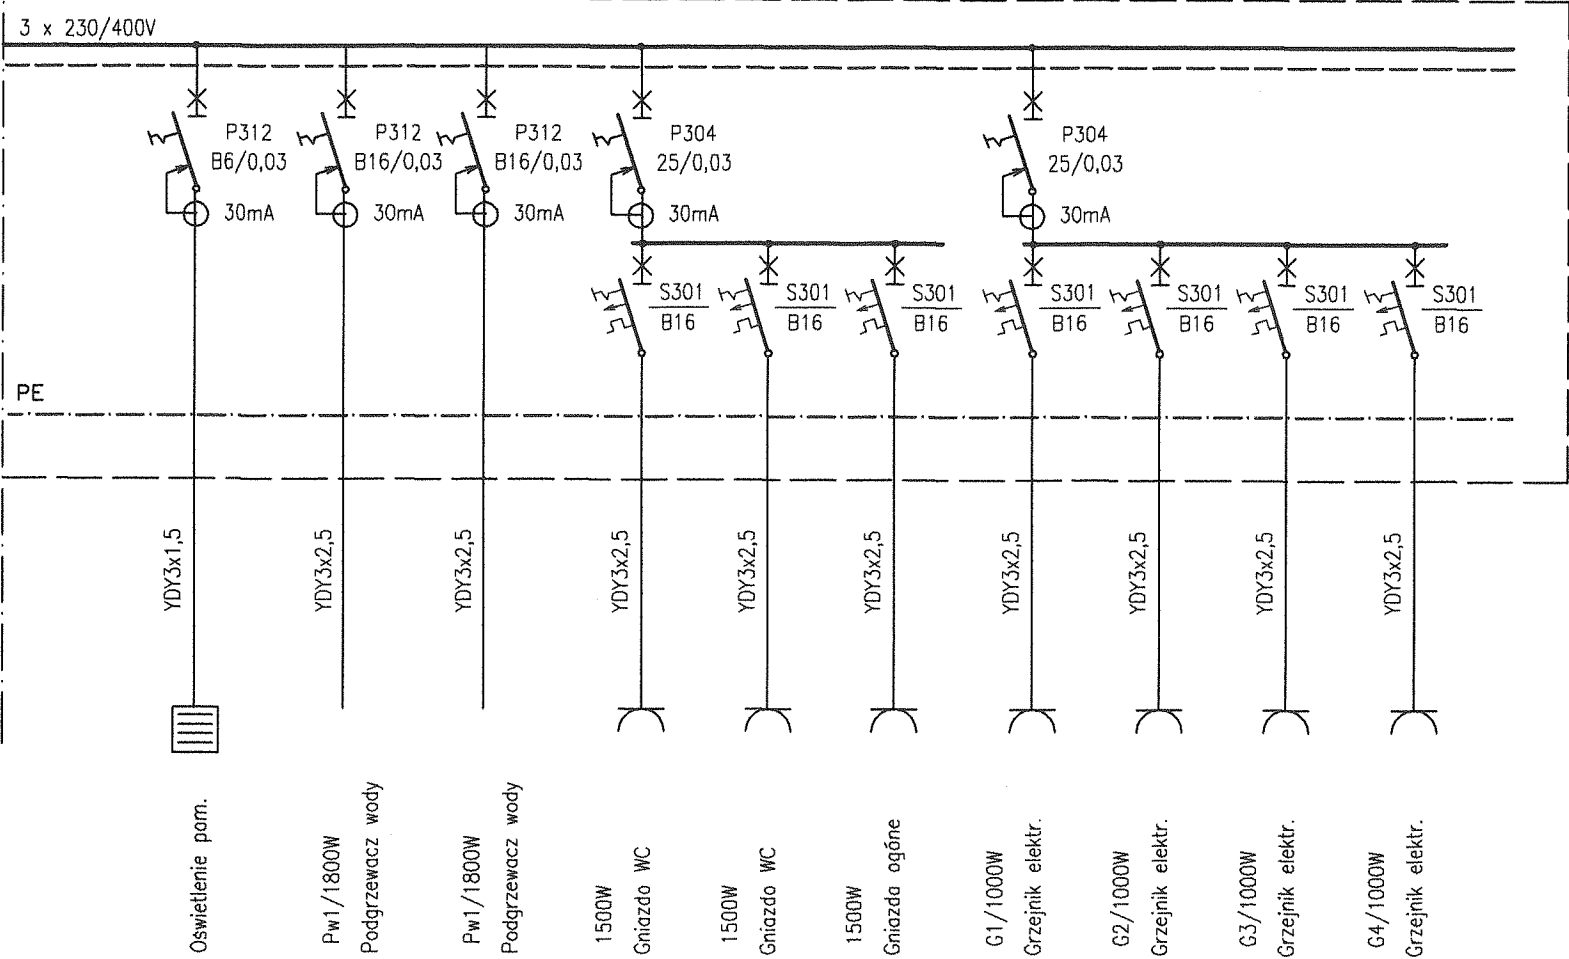 3 x 230/400V
P312
B6/0,03
30mA
P312
B16/0,03
30mA
P312
B16/0,03
30mA
P304
25/0,03
30mA
P304
25/0,03
30mA
S301
B16
S301
B16
S301
B16
S301
B16
S301
B16
S301
B16
S301
B16
PE
YDY3x1,5
YDY3x2,5
YDY3x2,5
YDY3x2,5
YDY3x2,5
YDY3x2,5
YDY3x2,5
YDY3x2,5
YDY3x2,5
YDY3x2,5
Oswietlenie pom.
Pw1/1800W
Podgrzewacz wody
Pw1/1800W
Podgrzewacz wody
1500W
Gniazdo WC
1500W
Gniazdo WC
1500W
Gniazda ogóne
G1/1000W
Grzejnik elektr.
G2/1000W
Grzejnik elektr.
G3/1000W
Grzejnik elektr.
G4/1000W
Grzejnik elektr.